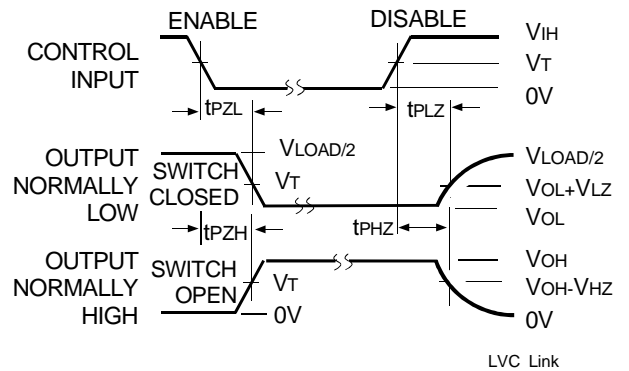 ENABLE
DISABLE
CONTROL
INPUT
VIH
VT
0V
tPZL
tPLZ
OUTPUT
NORMALLY
LOW
SWITCH
CLOSED
VLOAD/2
VT
VLOAD/2
VOL+VLZ
VOL
tPZH
tPHZ
OUTPUT
NORMALLY
HIGH
SWITCH
OPEN
VT
0V
VOH
VOH-VHZ
0V
LVC Link